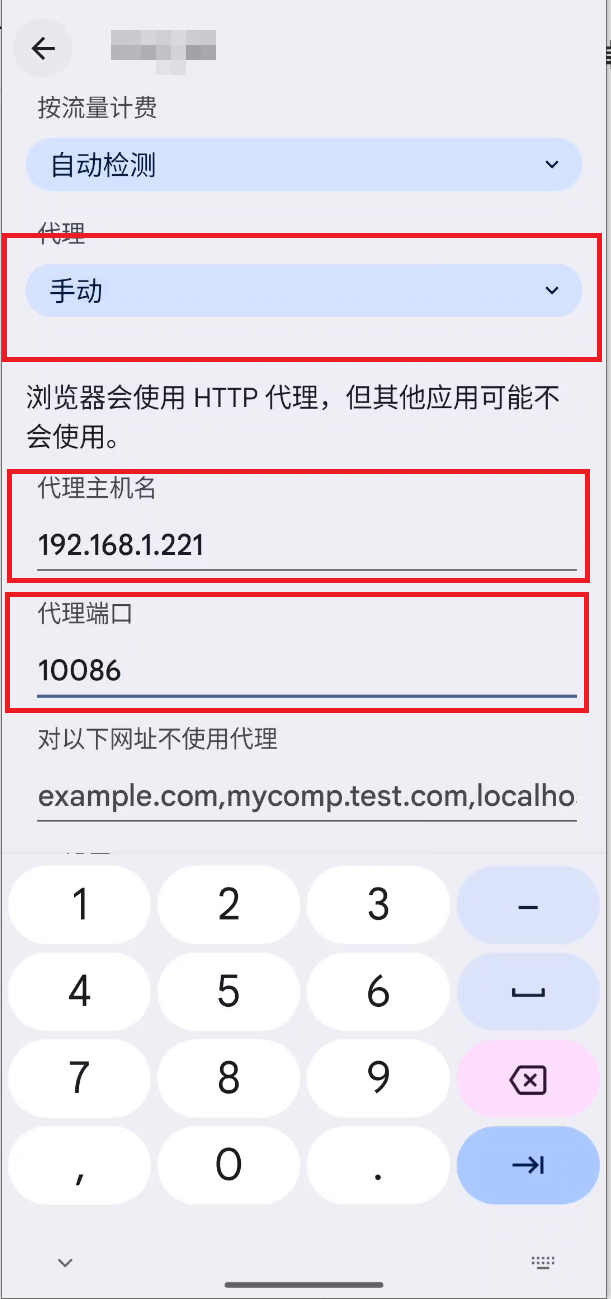 按流量计费
自动检测
代理
手动
浏览器会使用 HTTP 代理，但其他应用可能不
会使用。
代理主机名
192.168.1.221
代理端口
10086
对以下网址不使用代理
example.com,mycomp.test.com,localho
1 2 3 –
4 5 6
7 8 9
, 0 .